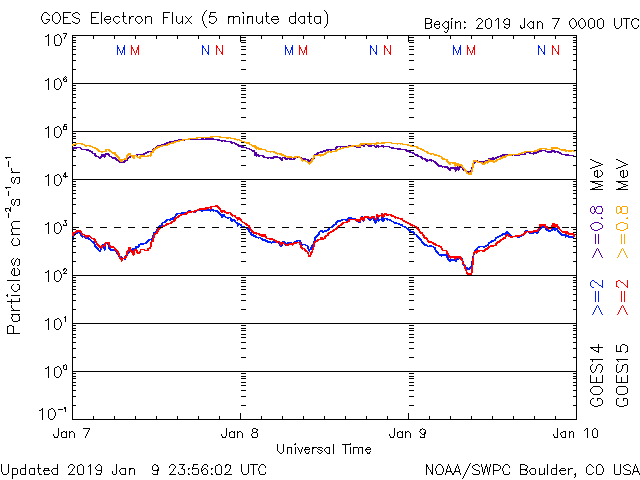 GOES Electron Flux (5 minute data)
Begin: 2019 Jan 7 0000 UTC
M M N N M M N N M M N N
10⁷
10⁶
10⁵
10⁴
10³
10²
10¹
10⁰
10⁻¹
Particles cm⁻²s⁻¹sr⁻¹
Jan 7 Jan 8 Jan 9 Jan 10
Universal Time
GOES14 >=2 >=0.8 MeV
GOES15 >=2 >=0.8 MeV
Updated 2019 Jan 9 23:56:02 UTC
NOAA/SWPC Boulder, CO USA